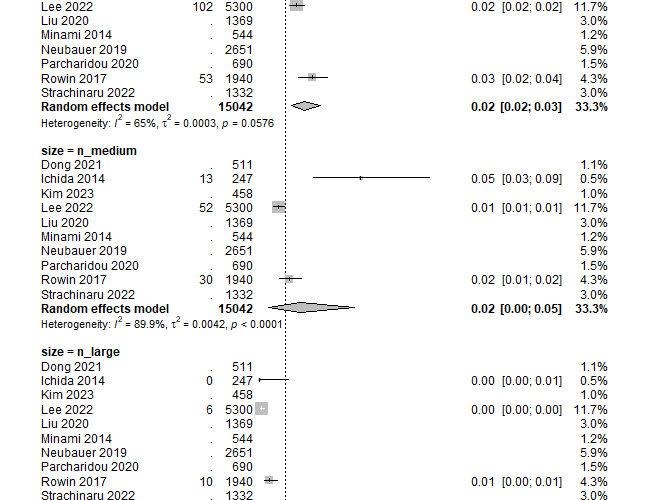 Lee 2022 102 5300 0.02 [0.02; 0.02] 11.7%
Liu 2020 . 1369 3.0%
Minami 2014 . 544 1.2%
Neubauer 2019 . 2651 5.9%
Parcharidou 2020 . 690 1.5%
Rowin 2017 53 1940 0.03 [0.02; 0.04] 4.3%
Strachinaru 2022 . 1332 3.0%
Random effects model 15042 0.02 [0.02; 0.03] 33.3%
Heterogeneity: I² = 65%, τ² = 0.0003, p = 0.0576
size = n_medium
Dong 2021 . 511 1.1%
Ichida 2014 13 247 0.05 [0.03; 0.09] 0.5%
Kim 2023 . 458 1.0%
Lee 2022 52 5300 0.01 [0.01; 0.01] 11.7%
Liu 2020 . 1369 3.0%
Minami 2014 . 544 1.2%
Neubauer 2019 . 2651 5.9%
Parcharidou 2020 . 690 1.5%
Rowin 2017 30 1940 0.02 [0.01; 0.02] 4.3%
Strachinaru 2022 . 1332 3.0%
Random effects model 15042 0.02 [0.00; 0.05] 33.3%
Heterogeneity: I² = 89.9%, τ² = 0.0042, p < 0.0001
size = n_large
Dong 2021 . 511 1.1%
Ichida 2014 0 247 0.00 [0.00; 0.01] 0.5%
Kim 2023 . 458 1.0%
Lee 2022 6 5300 0.00 [0.00; 0.00] 11.7%
Liu 2020 . 1369 3.0%
Minami 2014 . 544 1.2%
Neubauer 2019 . 2651 5.9%
Parcharidou 2020 . 690 1.5%
Rowin 2017 10 1940 0.01 [0.00; 0.01] 4.3%
Strachinaru 2022 . 1332 3.0%